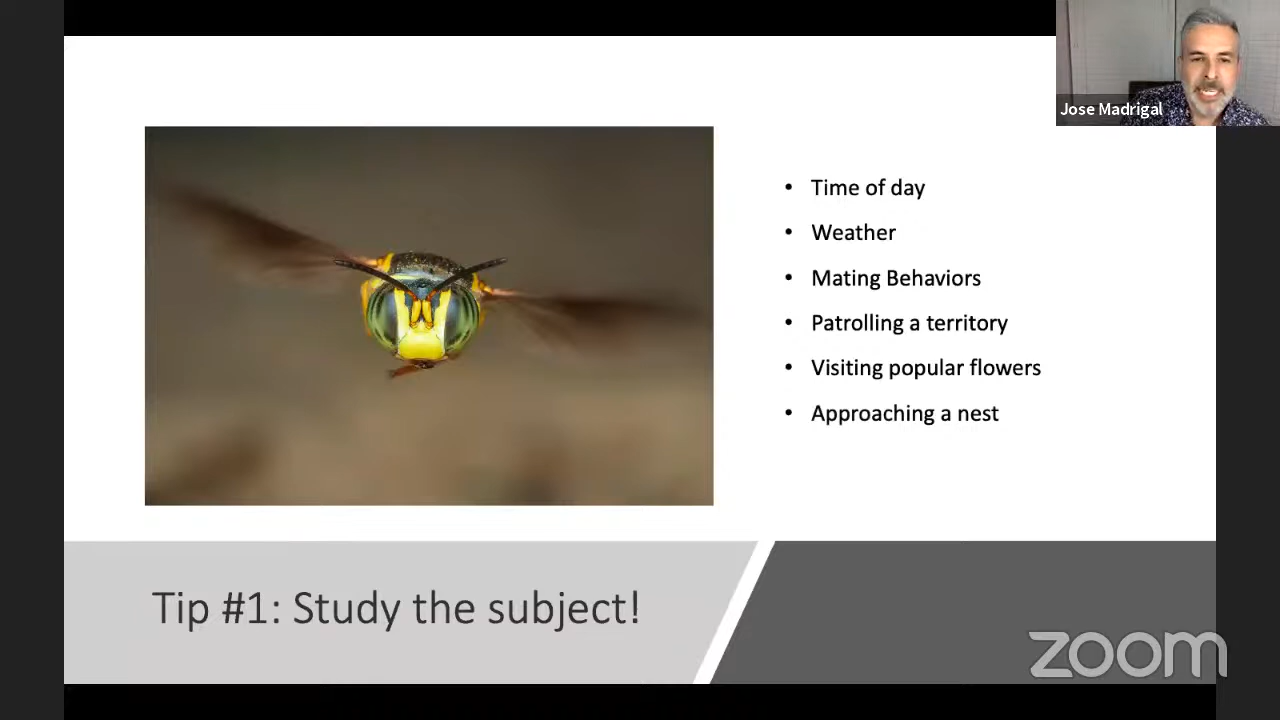 Jose Madrigal
• Time of day
• Weather
• Mating Behaviors
• Patrolling a territory
• Visiting popular flowers
• Approaching a nest
Tip #1: Study the subject!
zoom